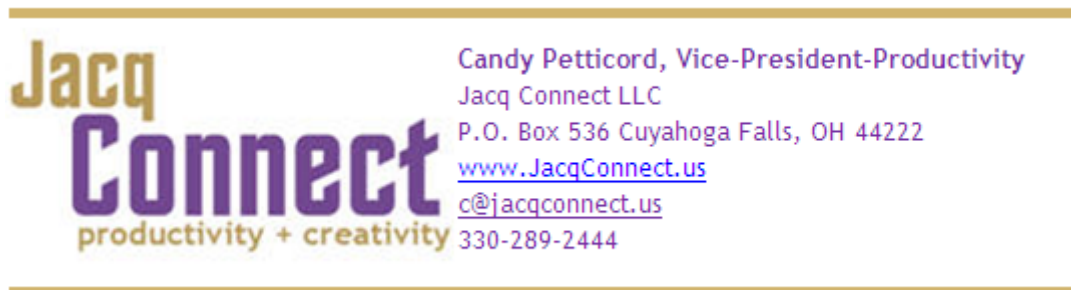 Jacq
Connect
productivity + creativity
Candy Petticord, Vice-President-Productivity
Jacq Connect LLC
P.O. Box 536 Cuyahoga Falls, OH 44222
www.JacqConnect.us
c@jacqconnect.us
330-289-2444